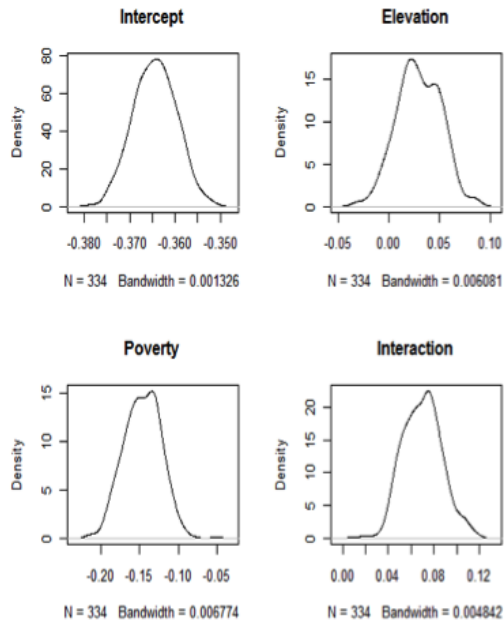 Intercept
Elevation
Density
0 20 40 60 80
-0.380 -0.370 -0.360 -0.350
N = 334 Bandwidth = 0.001326
Density
0 5 10 15
-0.05 0.00 0.05 0.10
N = 334 Bandwidth = 0.006081
Poverty
Interaction
Density
0 5 10 15
-0.20 -0.15 -0.10 -0.05
N = 334 Bandwidth = 0.006774
Density
0 5 10 15 20
0.00 0.04 0.08 0.12
N = 334 Bandwidth = 0.004842